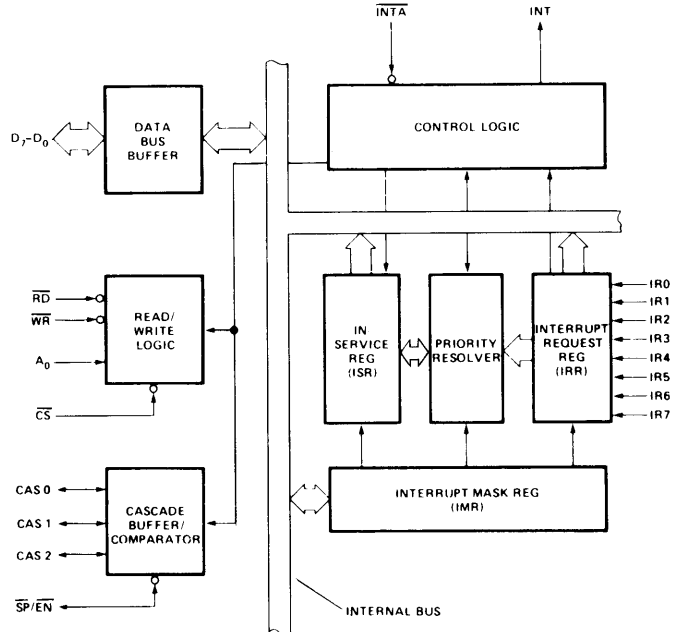 INTA
INT
DATA
BUS
BUFFER
D7-D0
CONTROL LOGIC
RD
WR
A0
CS
READ/
WRITE
LOGIC
IN
SERVICE
REG
(ISR)
PRIORITY
RESOLVER
INTERRUPT
REQUEST
REG
(IRR)
IR0
IR1
IR2
IR3
IR4
IR5
IR6
IR7
CAS 0
CAS 1
CAS 2
SP/EN
CASCADE
BUFFER/
COMPARATOR
INTERRUPT MASK REG
(IMR)
INTERNAL BUS